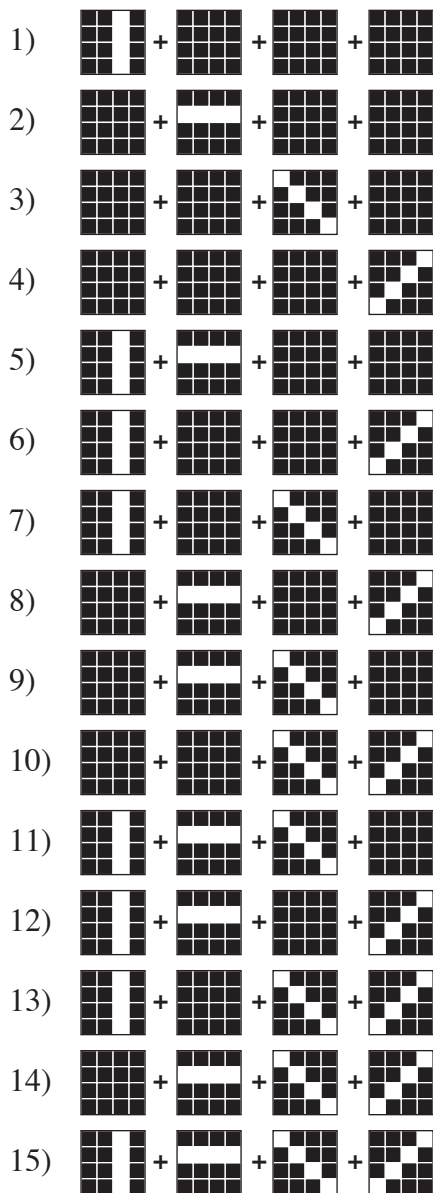 1) + + +
2) + + +
3) + + +
4) + + +
5) + + +
6) + + +
7) + + +
8) + + +
9) + + +
10) + + +
11) + + +
12) + + +
13) + + +
14) + + +
15) + + +